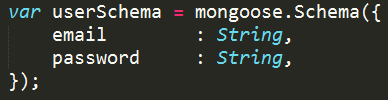 var userSchema = mongoose.Schema({
    email        : String,
    password     : String,
});